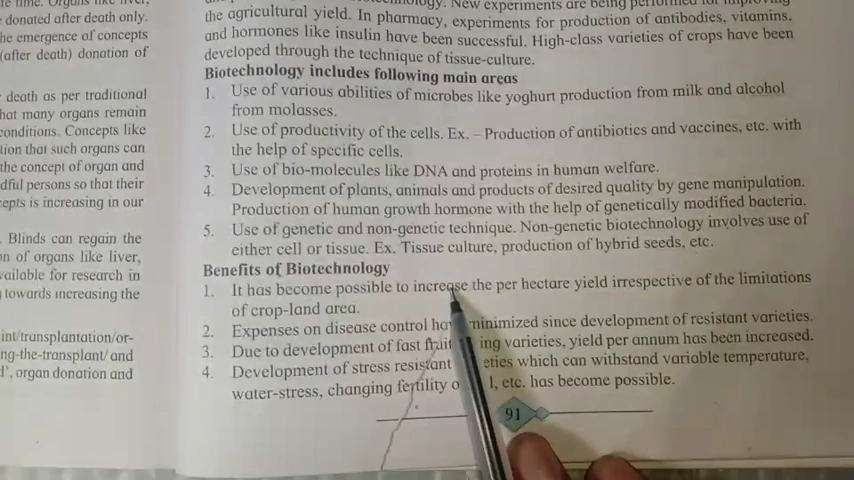 the time. Organs like liver,
donated after death only.
he emergence of concepts
(after death) donation of
death as per traditional
hat many organs remain
conditions. Concepts like
tion that such organs can
the concept of organ and
dful persons so that their
epts is increasing in our
Blinds can regain the
on of organs like liver,
vailable for research in
towards increasing the
int/transplantation/or-
ng-the-transplant/ and
d', organ donation and
New experiments are being performed for improving
the agricultural yield. In pharmacy, experiments for production of antibodies, vitamins,
and hormones like insulin have been successful. High-class varieties of crops have been
developed through the technique of tissue-culture.
Biotechnology includes following main areas
1. Use of various abilities of microbes like yoghurt production from milk and alcohol
from molasses.
2. Use of productivity of the cells. Ex. – Production of antibiotics and vaccines, etc. with
the help of specific cells.
3. Use of bio-molecules like DNA and proteins in human welfare.
4. Development of plants, animals and products of desired quality by gene manipulation.
Production of human growth hormone with the help of genetically modified bacteria.
5. Use of genetic and non-genetic technique. Non-genetic biotechnology involves use of
either cell or tissue. Ex. Tissue culture, production of hybrid seeds, etc.
Benefits of Biotechnology
1. It has become possible to increase the per hectare yield irrespective of the limitations
of crop-land area.
2. Expenses on disease control minimized since development of resistant varieties.
3. Due to development of fast varieties, yield per annum has been increased.
4. Development of stress resistant which can withstand variable temperature,
water-stress, changing fertility etc. has become possible.
91